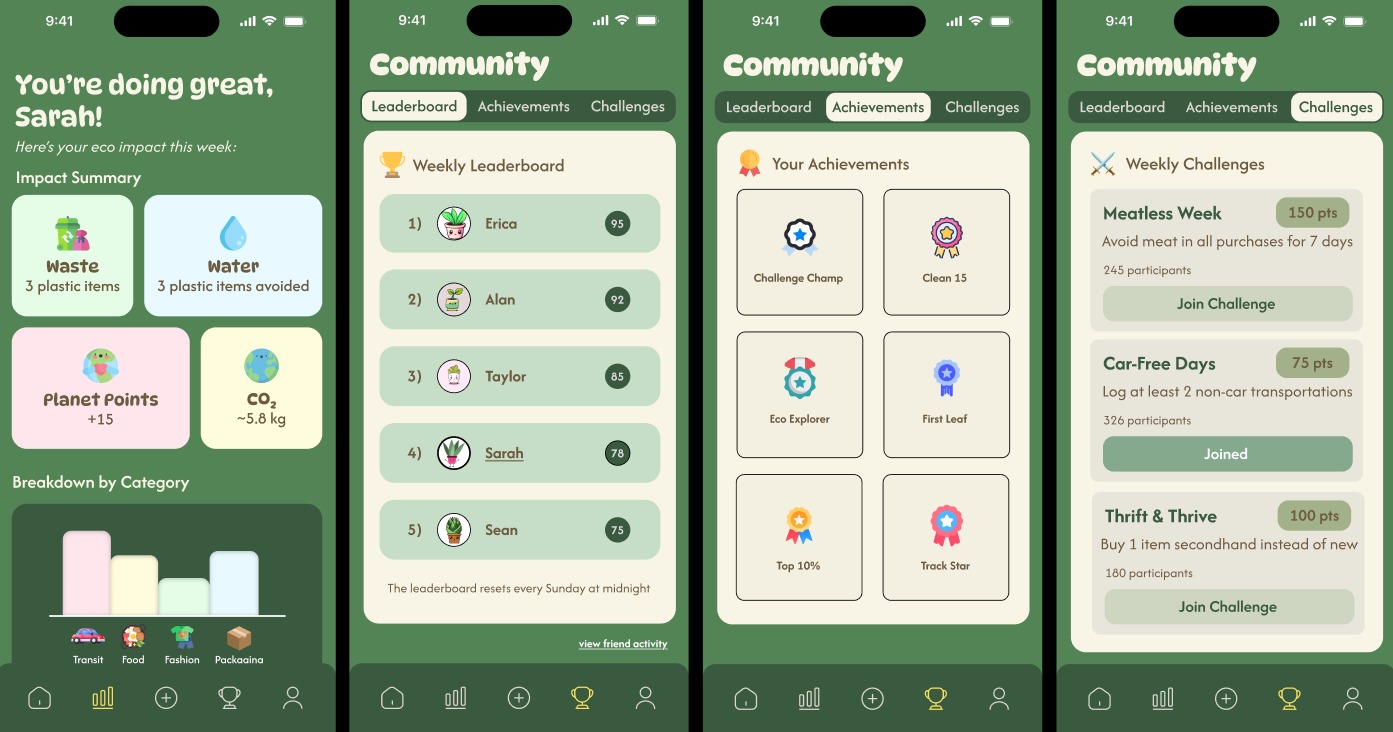 9:41
You're doing great,
Sarah!
Here's your eco impact this week:
Impact Summary
Waste
3 plastic items
Water
3 plastic items avoided
Planet Points
+15
CO₂
~5.8 kg
Breakdown by Category
Transit
Food
Fashion
Packaging
9:41
Community
Leaderboard
Achievements
Challenges
Weekly Leaderboard
1) Erica 95
2) Alan 92
3) Taylor 85
4) Sarah 78
5) Sean 75
The leaderboard resets every Sunday at midnight
view friend activity
9:41
Community
Leaderboard
Achievements
Challenges
Your Achievements
Challenge Champ
Clean 15
Eco Explorer
First Leaf
Top 10%
Track Star
9:41
Community
Leaderboard
Achievements
Challenges
Weekly Challenges
Meatless Week
150 pts
Avoid meat in all purchases for 7 days
245 participants
Join Challenge
Car-Free Days
75 pts
Log at least 2 non-car transportations
326 participants
Joined
Thrift & Thrive
100 pts
Buy 1 item secondhand instead of new
180 participants
Join Challenge